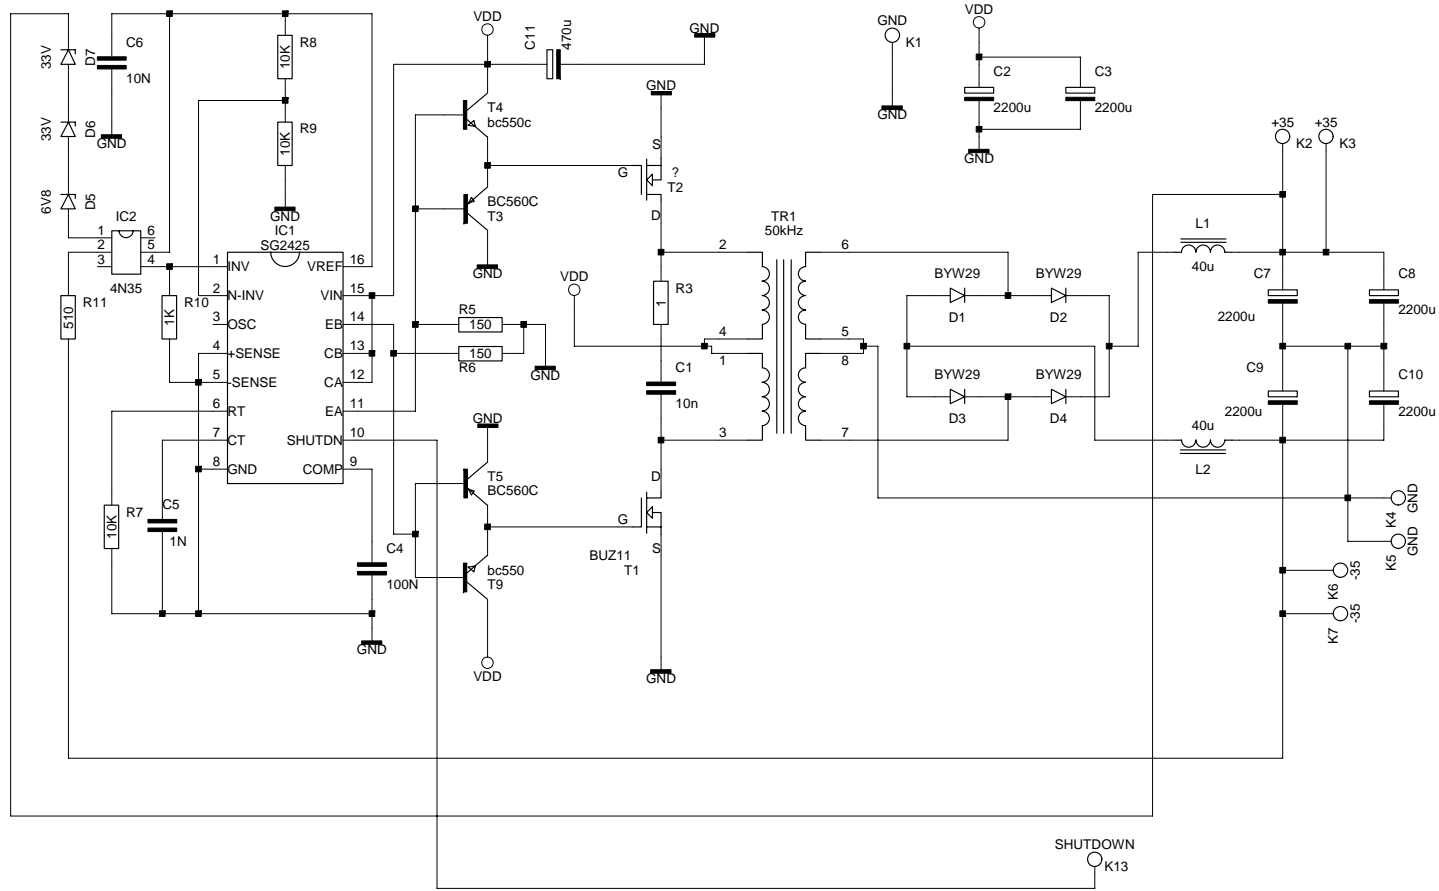 33V
D7
33V
D6
6V8
D5
C6
10N
GND
10K
R8
10K
R9
GND
VDD
C11
470u
GND
T4
bc550c
GND
S
G
?
T2
D
BC560C
T3
GND
GND
K1
GND
VDD
C2
2200u
C3
2200u
GND
+35
K2
+35
K3
IC2
1
2
3
6
5
4
4N35
R11
510
R10
1K
IC1
SG2425
1
INV
2
N-INV
3
OSC
4
+SENSE
5
-SENSE
6
RT
7
CT
8
GND
VREF
16
VIN
15
EB
14
CB
13
CA
12
EA
11
SHUTDN
10
COMP
9
R5
150
150
R6
GND
VDD
R3
1
C1
10n
TR1
50kHz
2
4
1
3
6
5
8
7
BYW29
D1
BYW29
D2
BYW29
D3
BYW29
D4
L1
40u
40u
L2
C7
2200u
C8
2200u
C9
2200u
C10
2200u
K4
GND
K5
GND
K6
-35
K7
-35
GND
T5
BC560C
bc550
T9
VDD
D
G
S
BUZ11
T1
GND
10K
R7
C5
1N
C4
100N
GND
SHUTDOWN
K13